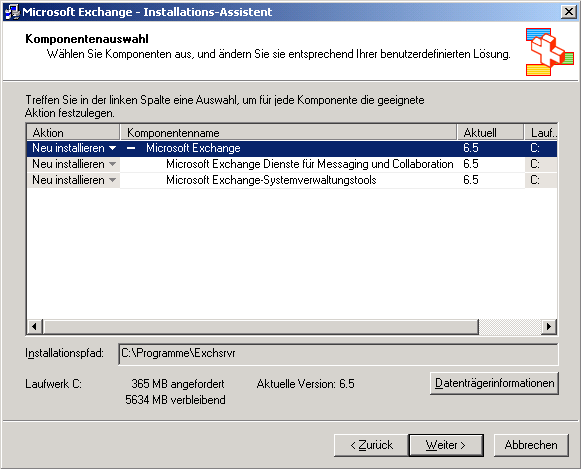 Microsoft Exchange - Installations-Assistent
Komponentenauswahl
Wählen Sie Komponenten aus, und ändern Sie sie entsprechend Ihrer benutzerdefinierten Lösung.
Treffen Sie in der linken Spalte eine Auswahl, um für jede Komponente die geeignete
Aktion festzulegen.
Aktion Komponentenname Aktuell Lauf..
Neu installieren Microsoft Exchange 6.5 C:
Neu installieren Microsoft Exchange Dienste für Messaging und Collaboration 6.5 C:
Neu installieren Microsoft Exchange-Systemverwaltungstools 6.5 C:
Installationspfad: C:\Programme\Exchsrvr
Laufwerk C: 365 MB angefordert Aktuelle Version: 6.5 Datenträgerinformationen
5634 MB verbleibend
< Zurück Weiter > Abbrechen